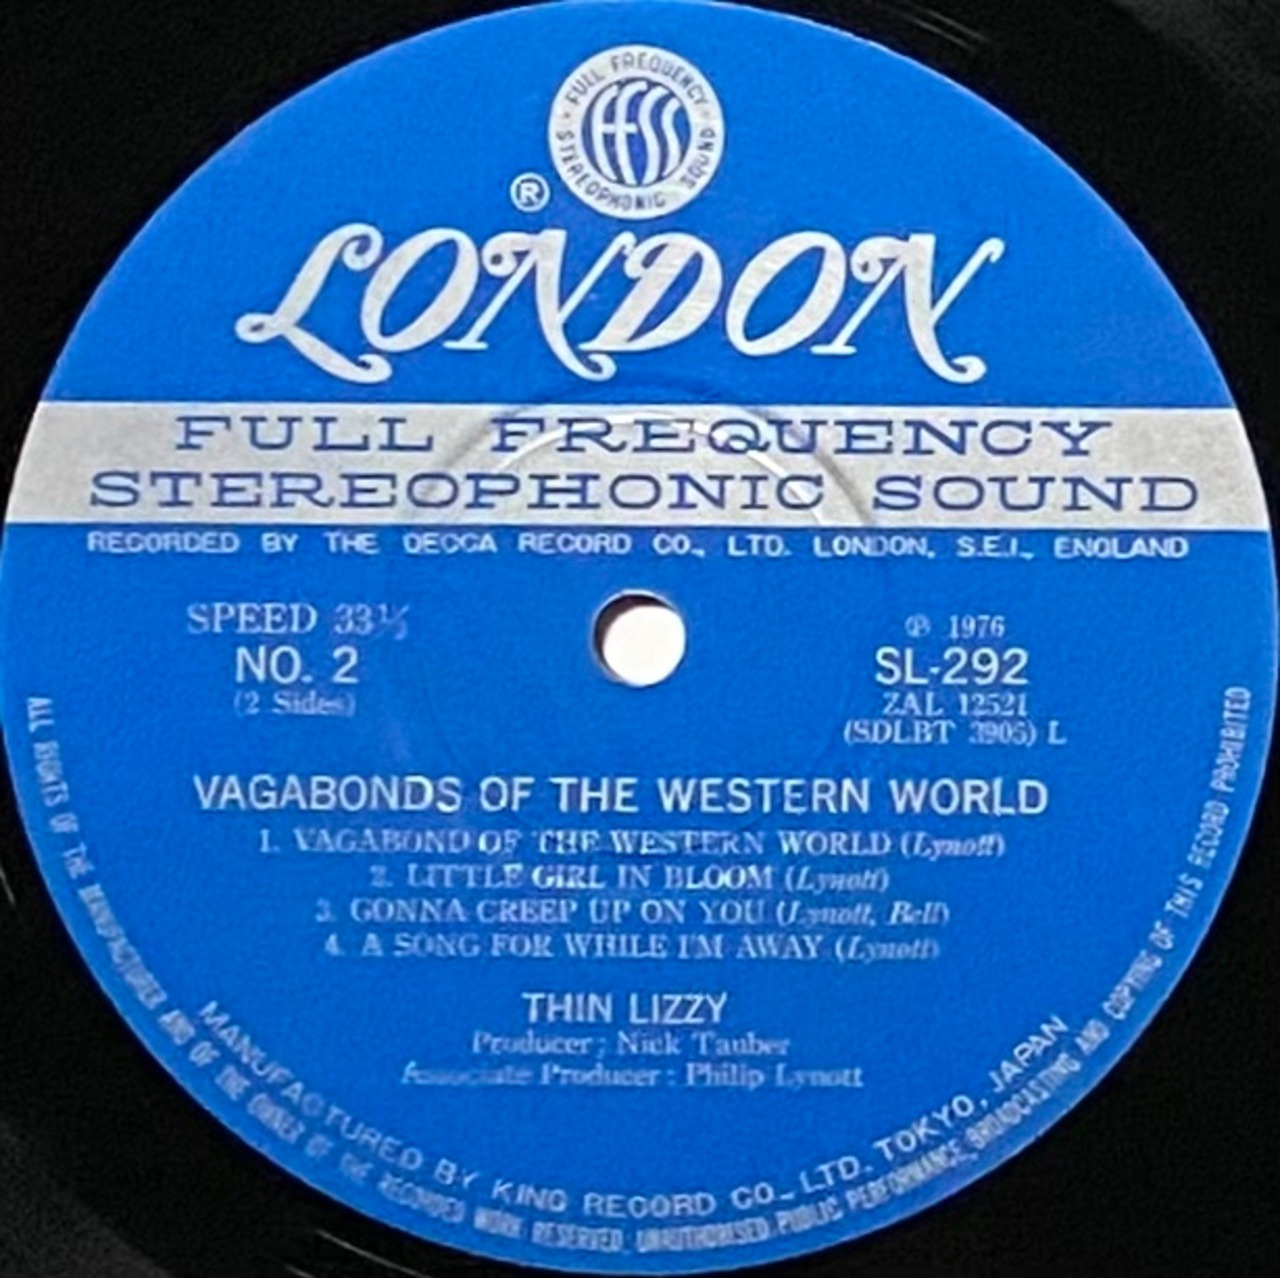 FULL FREQUENCY STEREOPHONIC SOUND
FFSS
®
LONDON
FULL FREQUENCY
STEREOPHONIC SOUND
RECORDED BY THE DECCA RECORD CO., LTD. LONDON, S.E.I., ENGLAND
SPEED 33⅓
NO. 2
(2 Sides)
℗ 1976
SL-292
ZAL 12521
(SDLBT 3905) L
VAGABONDS OF THE WESTERN WORLD
1. VAGABOND OF THE WESTERN WORLD (Lynott)
2. LITTLE GIRL IN BLOOM (Lynott)
3. GONNA CREEP UP ON YOU (Lynott, Bell)
4. A SONG FOR WHILE I'M AWAY (Lynott)
THIN LIZZY
Producer ; Nick Tauber
Associate Producer : Philip Lynott
MANUFACTURED BY KING RECORD CO., LTD. TOKYO, JAPAN
ALL RIGHTS OF THE MANUFACTURER AND OF THE OWNER OF THE RECORDED WORK RESERVED. UNAUTHORISED PUBLIC PERFORMANCE, BROADCASTING AND COPYING OF THIS RECORD PROHIBITED